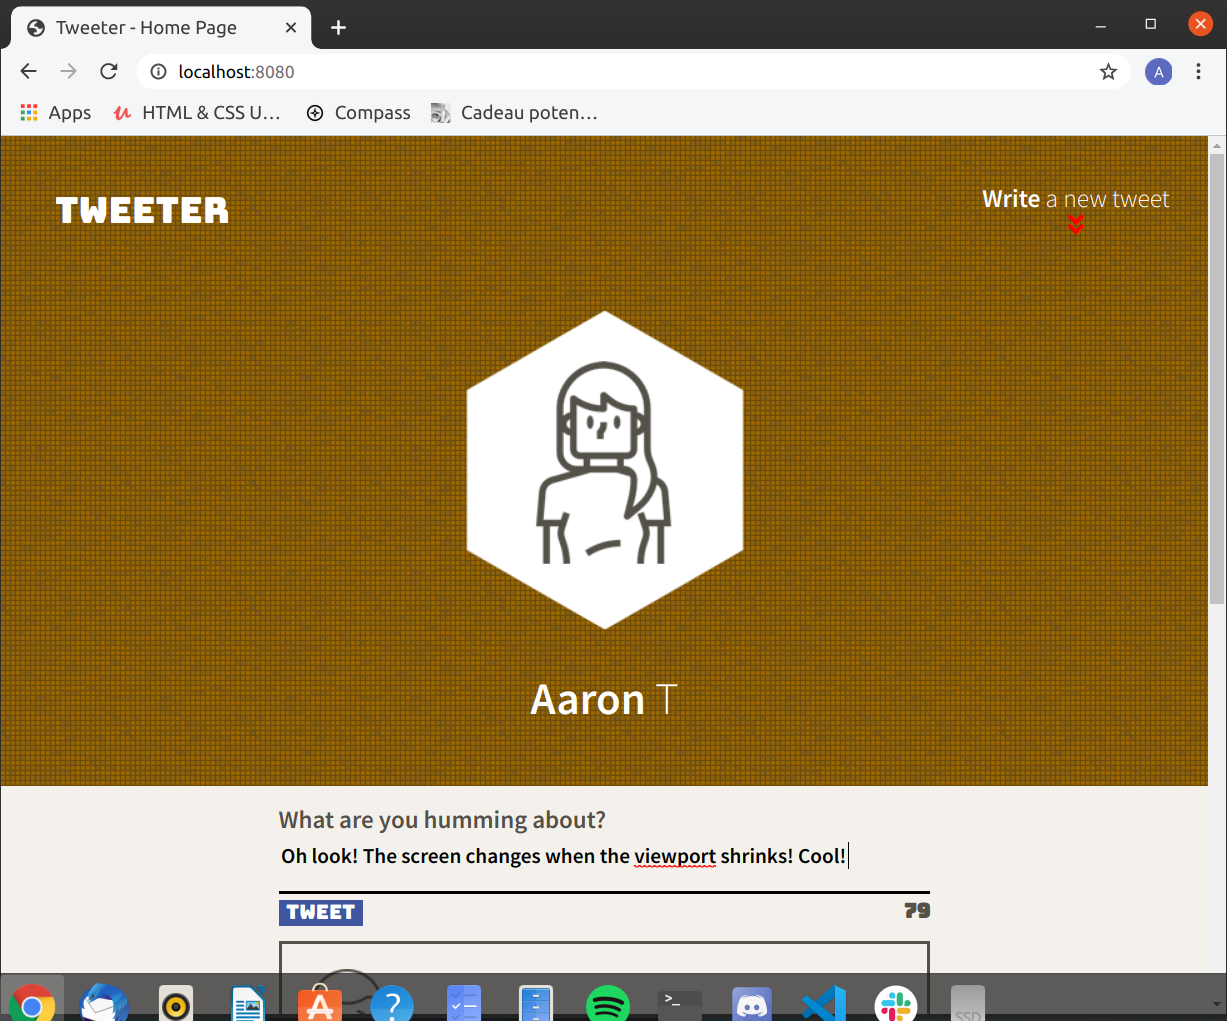 Tweeter - Home Page
localhost:8080
A
Apps
HTML & CSS U...
Compass
Cadeau poten...
TWEETER
Write a new tweet
Aaron T
What are you humming about?
Oh look! The screen changes when the viewport shrinks! Cool!
TWEET
79
A
?
>_
SSD